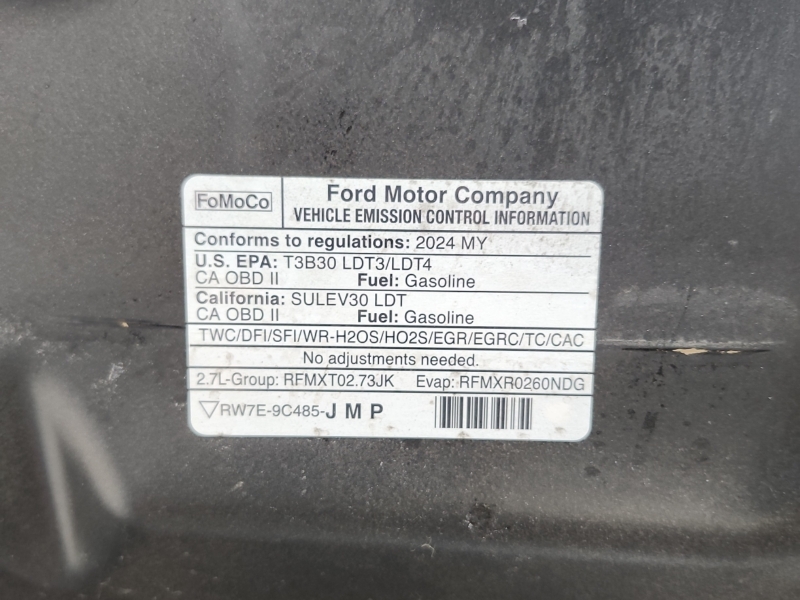 FoMoCo
Ford Motor Company
VEHICLE EMISSION CONTROL INFORMATION
Conforms to regulations: 2024 MY
U.S. EPA: T3B30 LDT3/LDT4
CA OBD II Fuel: Gasoline
California: SULEV30 LDT
CA OBD II Fuel: Gasoline
TWC/DFI/SFI/WR-H2OS/HO2S/EGR/EGRC/TC/CAC
No adjustments needed.
2.7L-Group: RFMXT02.73JK Evap: RFMXR0260NDG
▽RW7E-9C485-J M P